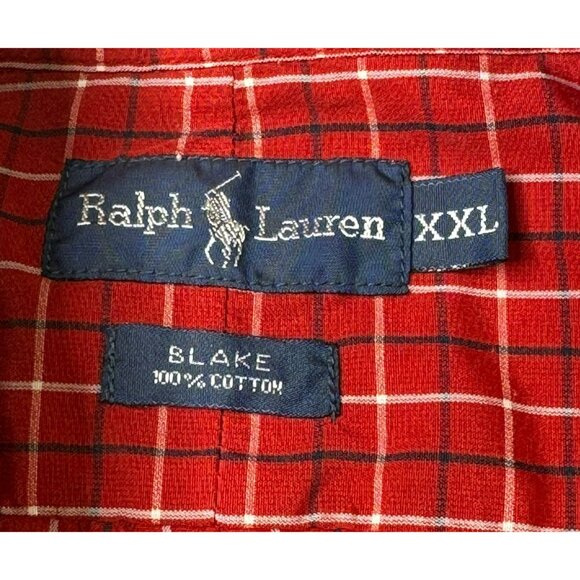 Ralph Lauren XXL
BLAKE
100% COTTON